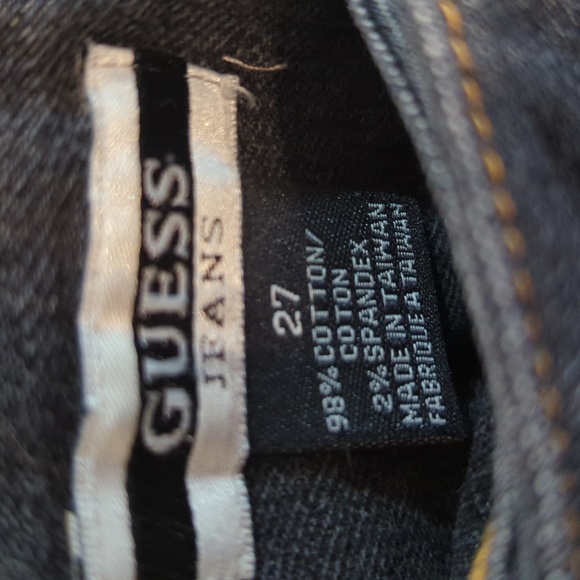 GUESS
JEANS
27
98% COTTON/
COTON
2% SPANDEX
MADE IN TAIWAN
FABRIQUE A TAIWAN